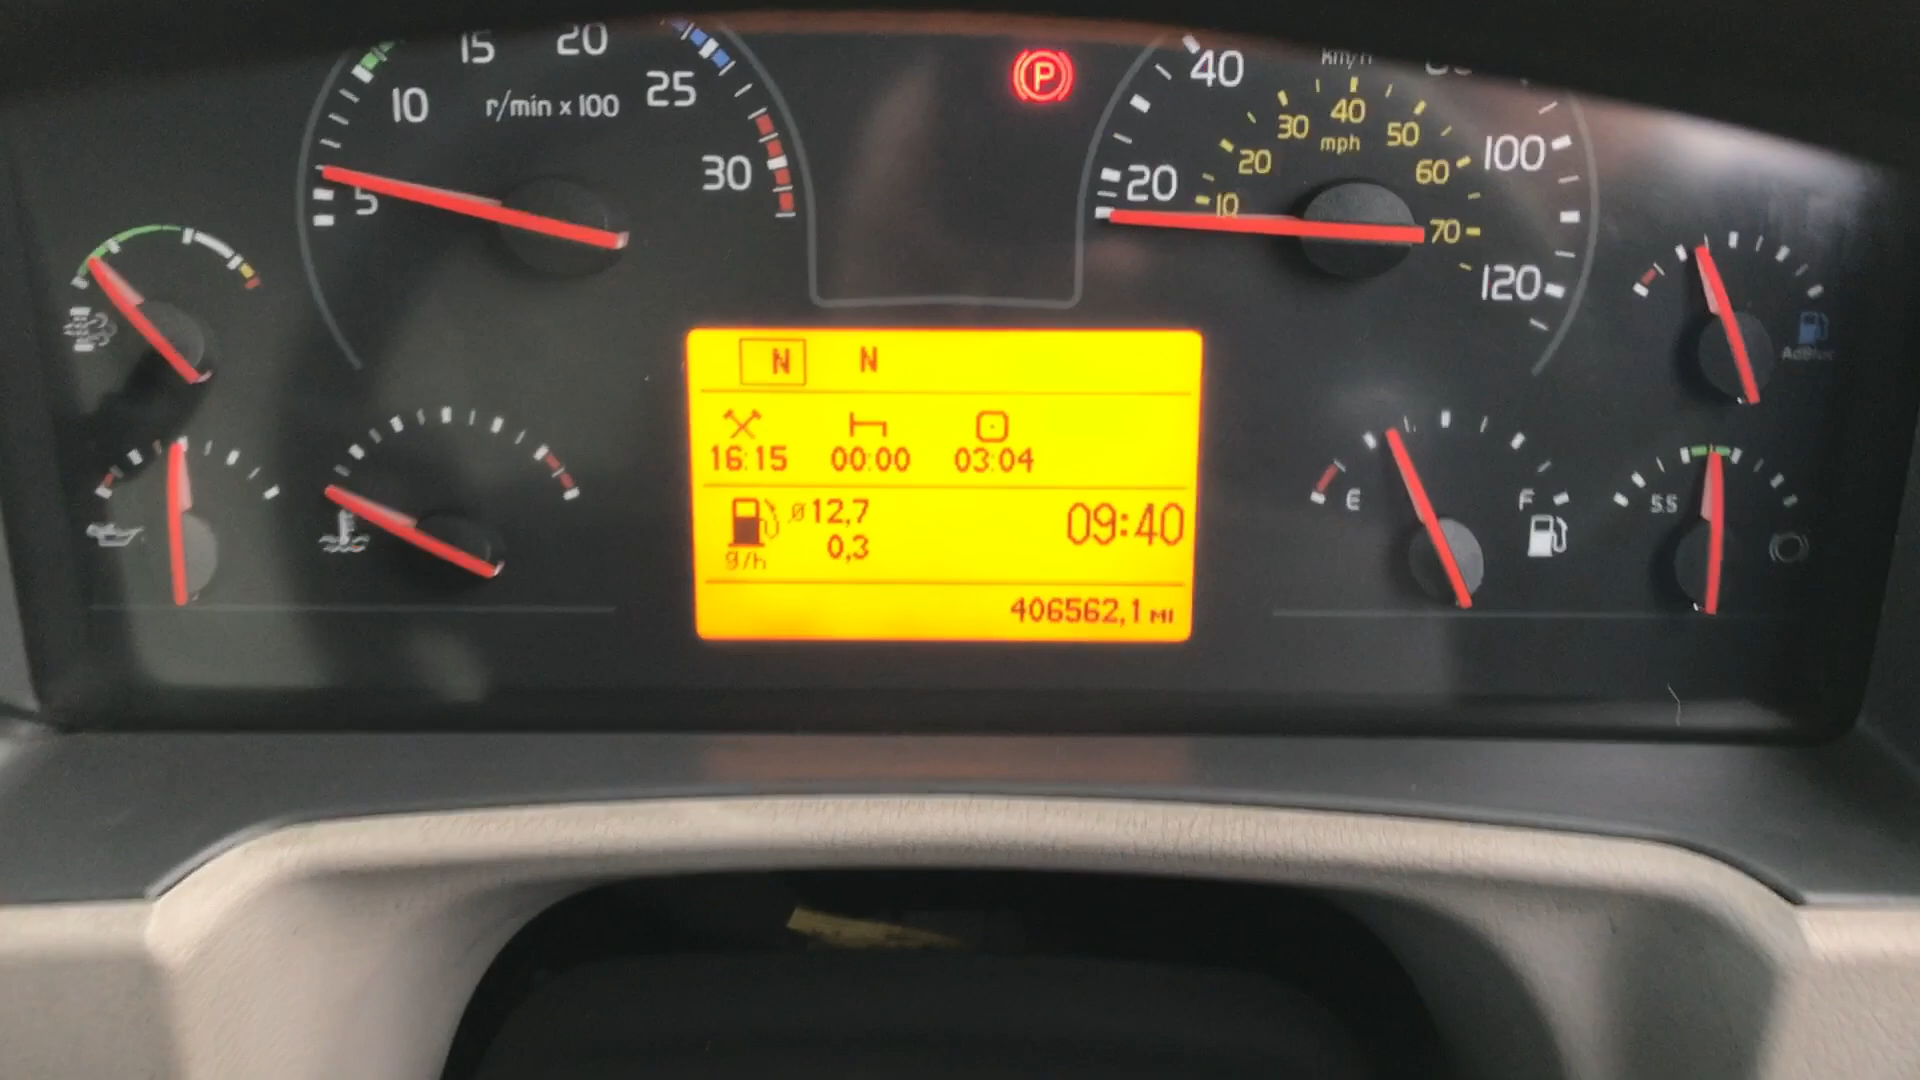 5
10
15
20
25
30
r/min x 100
P
20
40
100
120
km/h
10
20
30
40
50
60
70
mph
N N
16:15 00:00 03:04
ø12,7
0,3
g/h
09:40
406562,1 MI
E
F
5.5
AdBlue